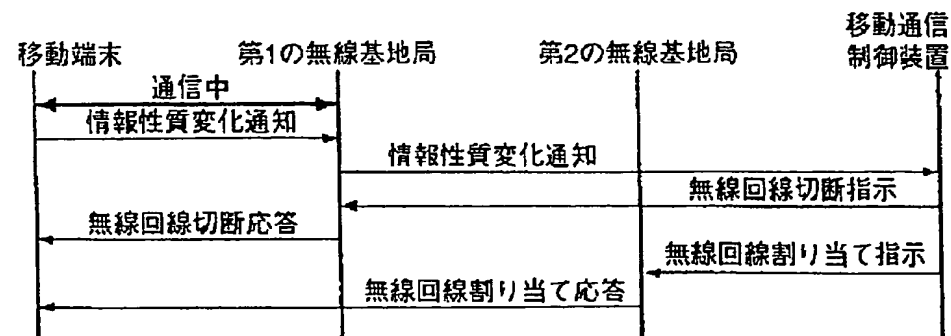 移動端末
第1の無線基地局
第2の無線基地局
移動通信
制御装置
通信中
情報性質変化通知
情報性質変化通知
無線回線切断指示
無線回線切断応答
無線回線割り当て指示
無線回線割り当て応答